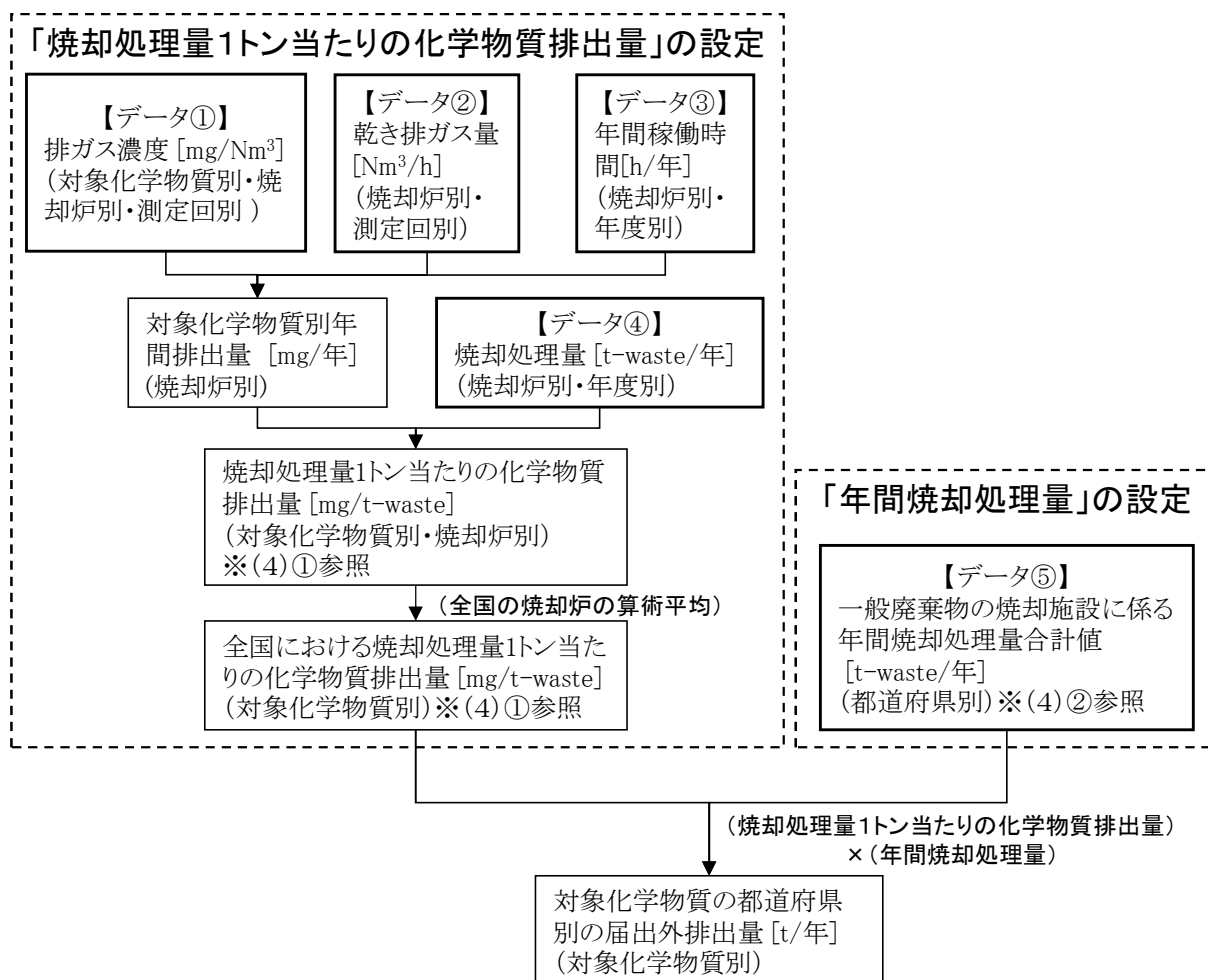 「焼却処理量1トン当たりの化学物質排出量」の設定
【データ①】
排ガス濃度[mg/Nm³]
(対象化学物質別・焼
却炉別・測定回別 )
【データ②】
乾き排ガス量
[Nm³/h]
(焼却炉別・
測定回別)
【データ③】
年間稼働時
間[h/年]
(焼却炉別・
年度別)
対象化学物質別年
間排出量 [mg/年]
(焼却炉別)
【データ④】
焼却処理量[t-waste/年]
(焼却炉別・年度別)
焼却処理量1トン当たりの化学物質
排出量[mg/t-waste]
(対象化学物質別・焼却炉別)
※(4)①参照
(全国の焼却炉の算術平均)
全国における焼却処理量1トン当た
りの化学物質排出量[mg/t-waste]
(対象化学物質別)※(4)①参照
「年間焼却処理量」の設定
【データ⑤】
一般廃棄物の焼却施設に係る
年間焼却処理量合計値
[t-waste/年]
(都道府県別)※(4)②参照
(焼却処理量1トン当たりの化学物質排出量)
×(年間焼却処理量)
対象化学物質の都道府県
別の届出外排出量[t/年]
(対象化学物質別)